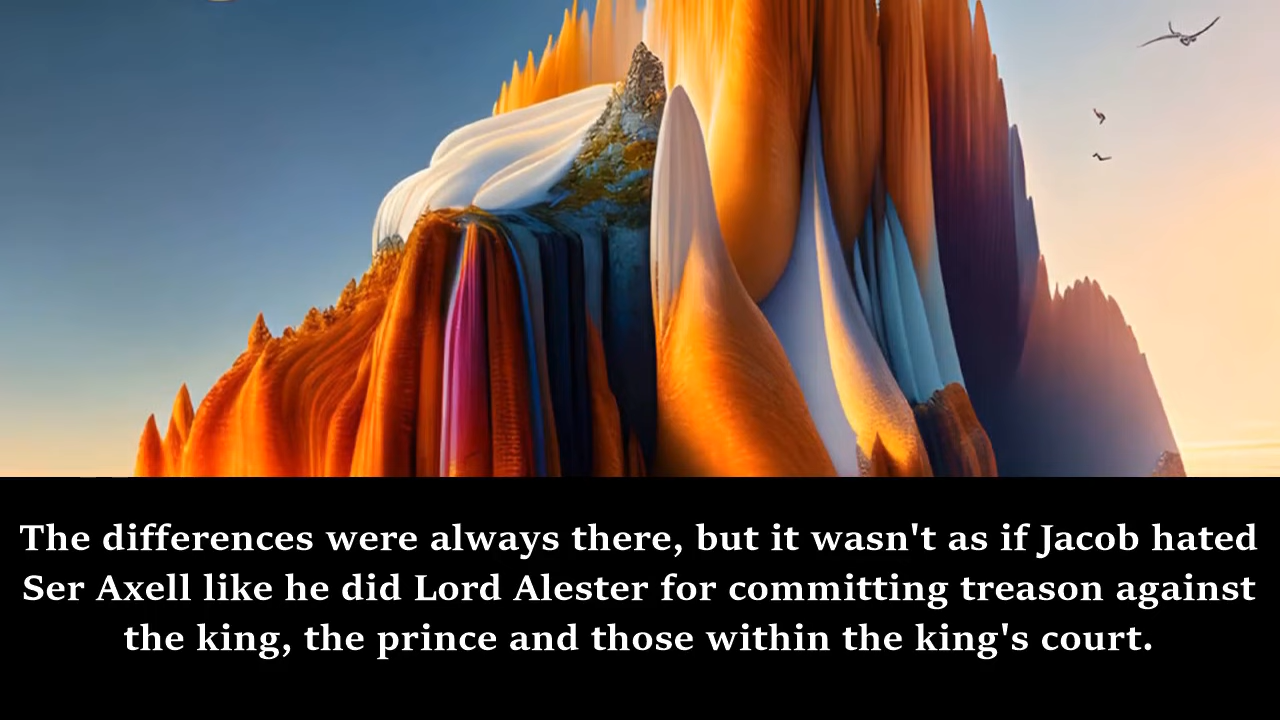 The differences were always there, but it wasn't as if Jacob hated
Ser Axell like he did Lord Alester for committing treason against
the king, the prince and those within the king's court.